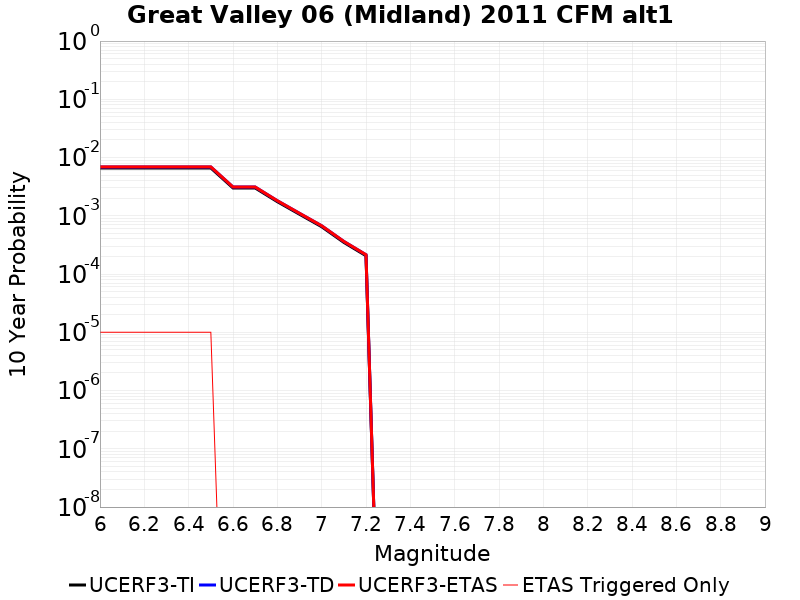 Great Valley 06 (Midland) 2011 CFM alt1
10 Year Probability
10^0
10^-1
10^-2
10^-3
10^-4
10^-5
10^-6
10^-7
10^-8
6 6.2 6.4 6.6 6.8 7 7.2 7.4 7.6 7.8 8 8.2 8.4 8.6 8.8 9
Magnitude
UCERF3-TI UCERF3-TD UCERF3-ETAS ETAS Triggered Only